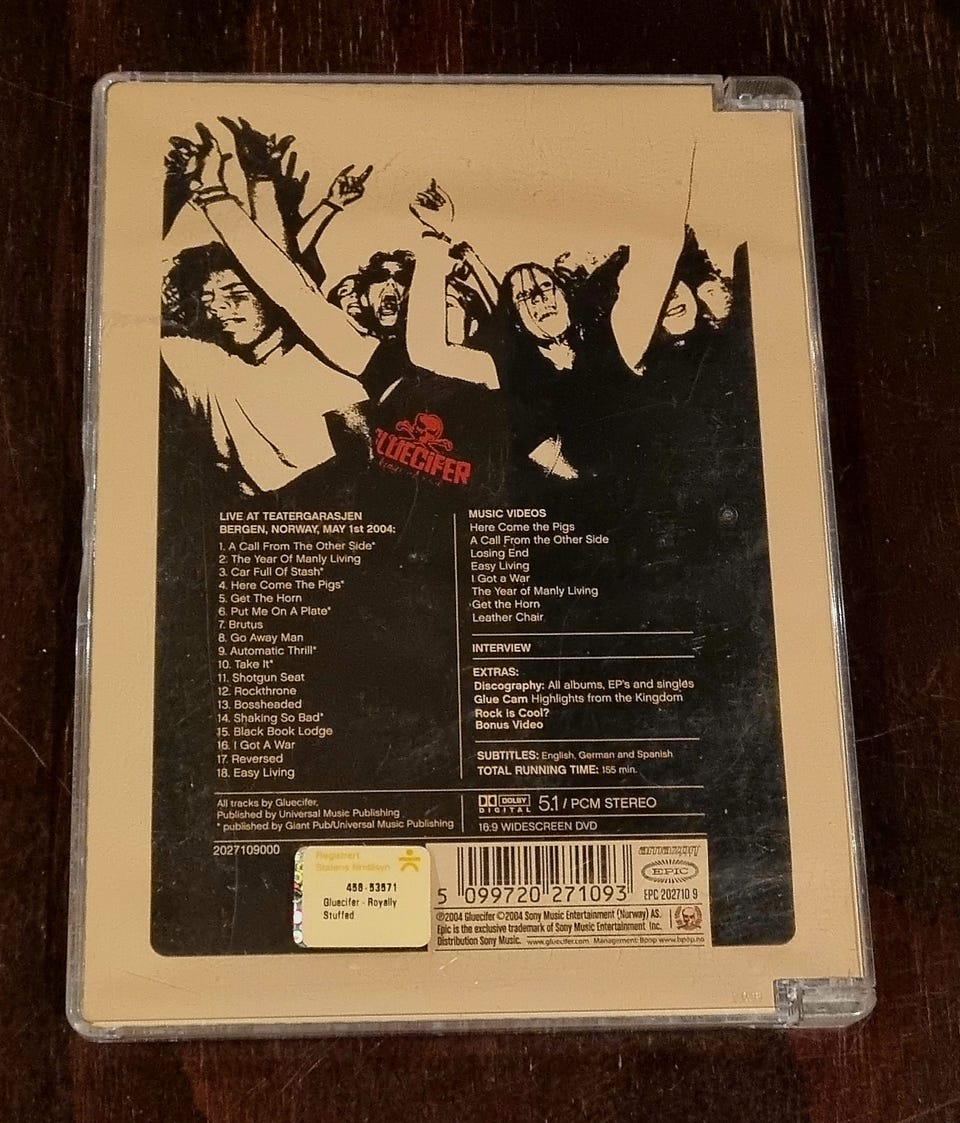 GLUECIFER
LIVE AT TEATERGARASJEN
BERGEN, NORWAY, MAY 1st 2004:
1. A Call From The Other Side*
2. The Year Of Manly Living
3. Car Full Of Stash*
4. Here Come The Pigs*
5. Get The Horn
6. Put Me On A Plate*
7. Brutus
8. Go Away Man
9. Automatic Thrill*
10. Take It*
11. Shotgun Seat
12. Rockthrone
13. Bossheaded
14. Shaking So Bad*
15. Black Book Lodge
16. I Got A War
17. Reversed
18. Easy Living
MUSIC VIDEOS
Here Come the Pigs
A Call From the Other Side
Losing End
Easy Living
I Got a War
The Year of Manly Living
Get the Horn
Leather Chair
INTERVIEW
EXTRAS:
Discography: All albums, EP's and singles
Glue Cam Highlights from the Kingdom
Rock is Cool?
Bonus Video
SUBTITLES: English, German and Spanish
TOTAL RUNNING TIME: 155 min.
All tracks by Gluecifer,
Published by Universal Music Publishing
* published by Giant Pub/Universal Music Publishing
DOLBY
DIGITAL
5.1 / PCM STEREO
16:9 WIDESCREEN DVD
2027109000
Registrert
Statens filmtilsyn
458-53571
Gluecifer - Royally
Stuffed
5 099720 271093
EPIC
EPC 202710 9
℗2004 Gluecifer ©2004 Sony Music Entertainment (Norway) AS.
Epic is the exclusive trademark of Sony Music Entertainment Inc.
Distribution Sony Music. www.gluecifer.com Management: Bpop www.bpop.no